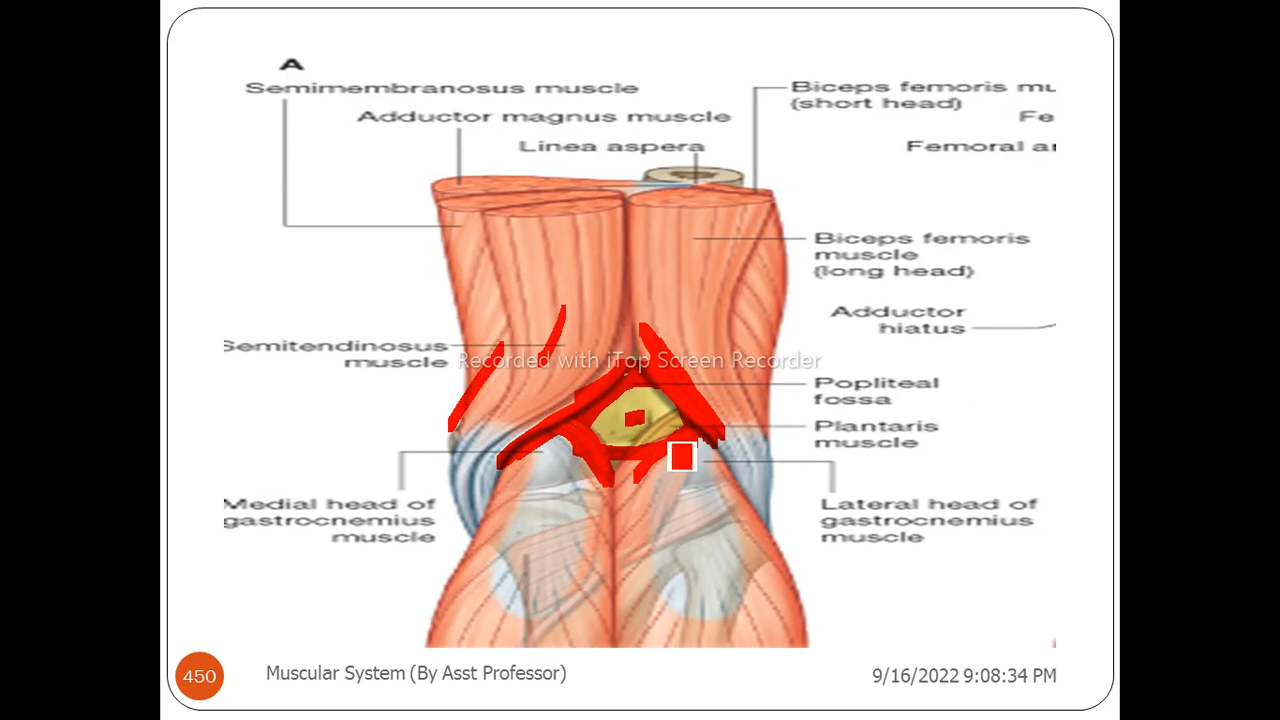 A
Semimembranosus muscle
Adductor magnus muscle
Linea aspera
Biceps femoris mu
(short head)
Fe
Femoral ar
Biceps femoris
muscle
(long head)
Adductor
hiatus
Semitendinosus
muscle
Recorded with iTop Screen Recorder
Popliteal
fossa
Plantaris
muscle
Medial head of
gastrocnemius
muscle
Lateral head of
gastrocnemius
muscle
450
Muscular System (By Asst Professor)
9/16/2022 9:08:34 PM